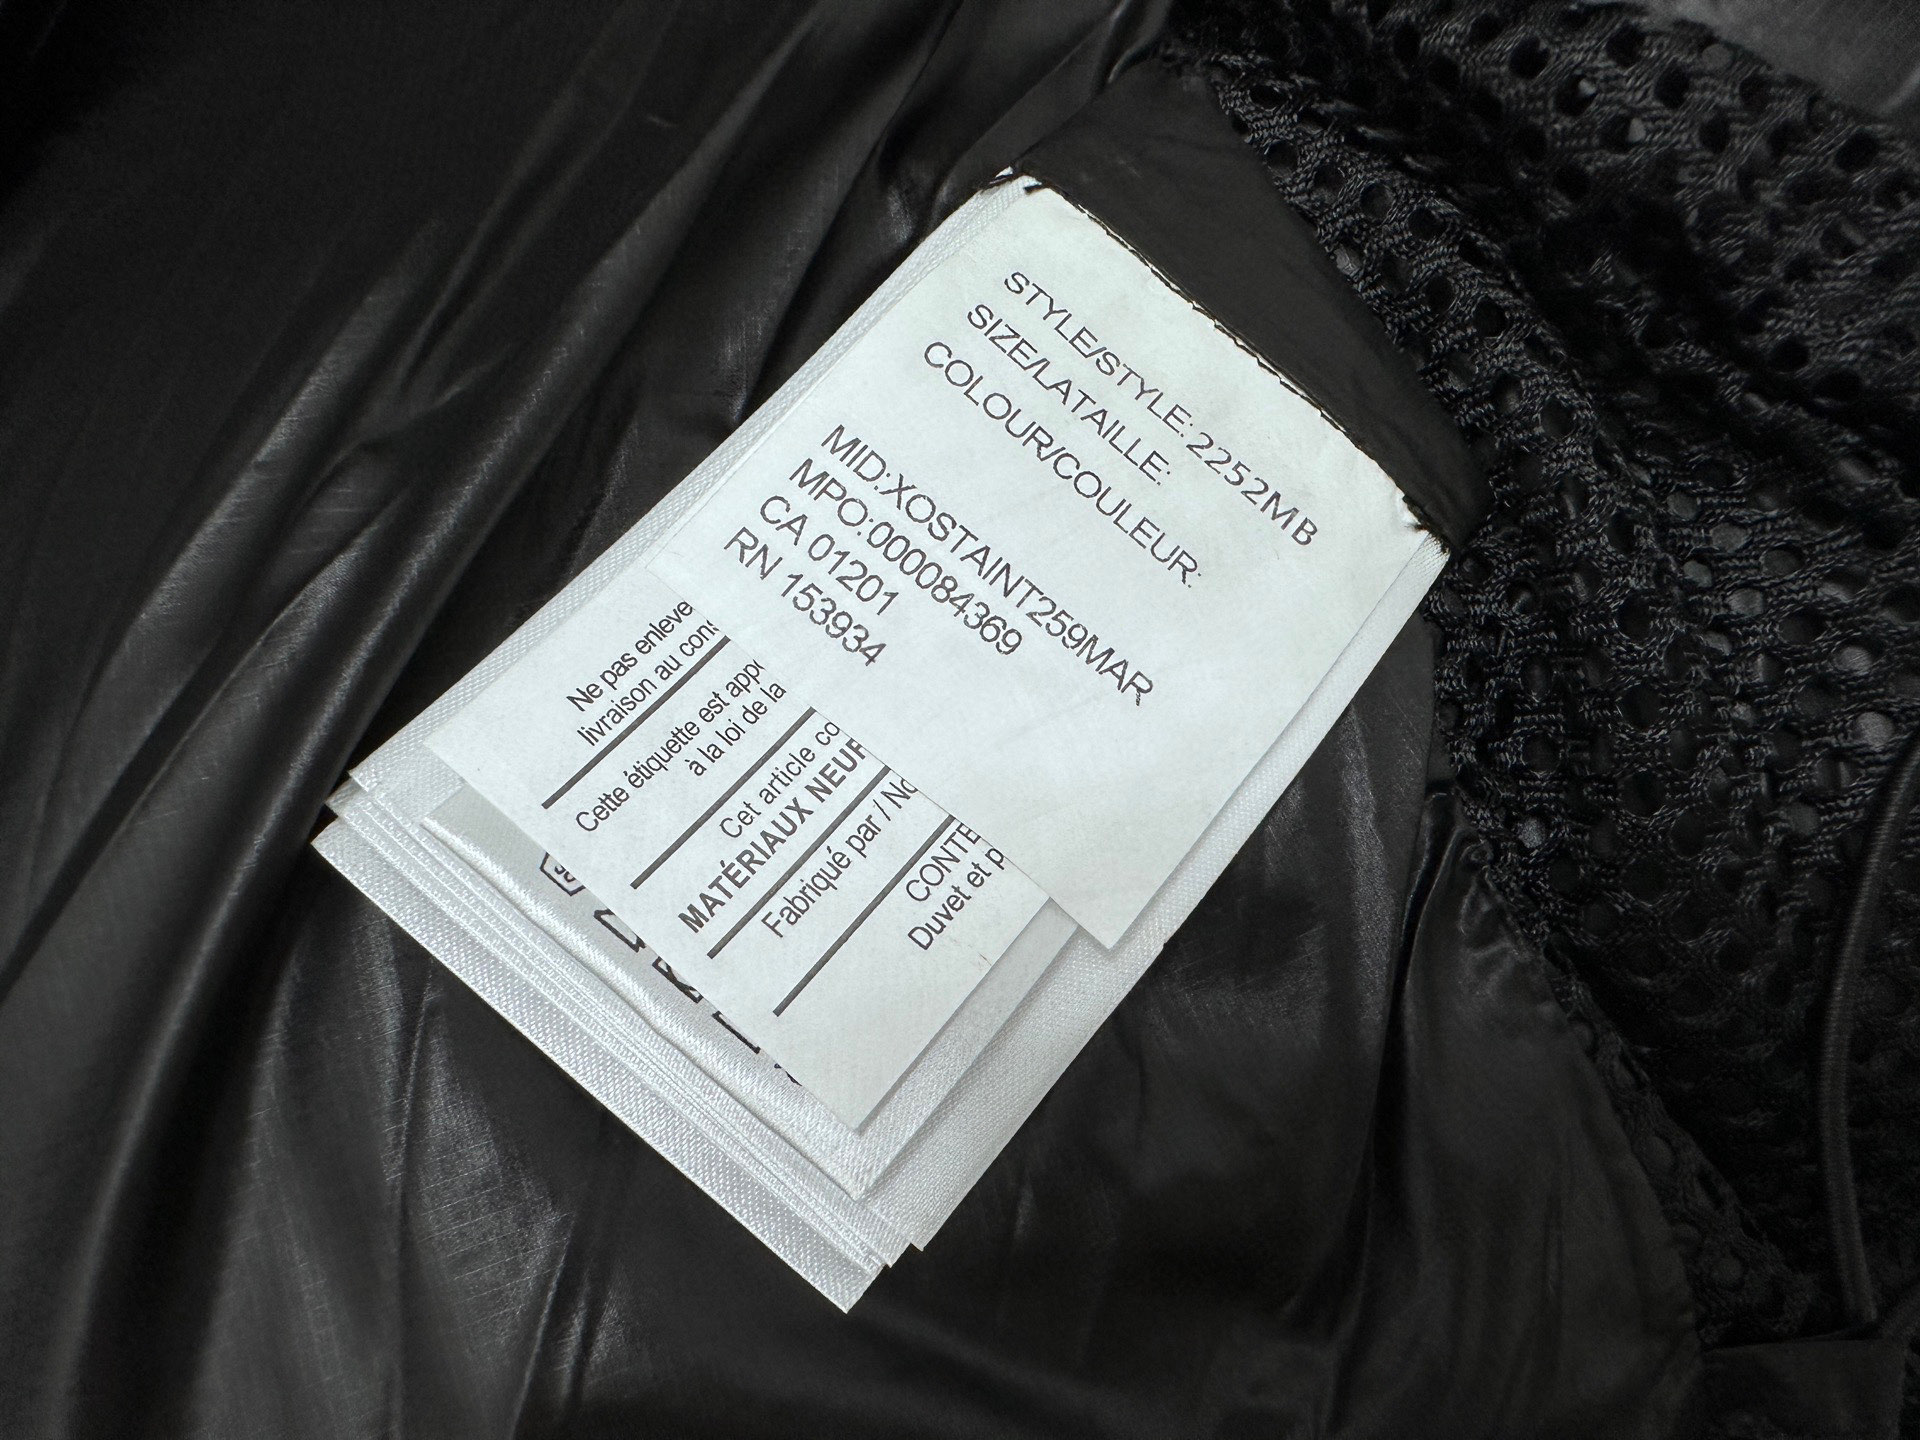 STYLE/STYLE: 2252MB
SIZE/LATAILLE:
COLOUR/COULEUR:
MID:XOSTAINT259MAR
MPO:000084369
CA 01201
RN 153934
Ne pas enleve
livraison au con
Cette étiquette est app
à la loi de la
Cet article co
MATÉRIAUX NEUF
Fabriqué par / No
CONTE
Duvet et p